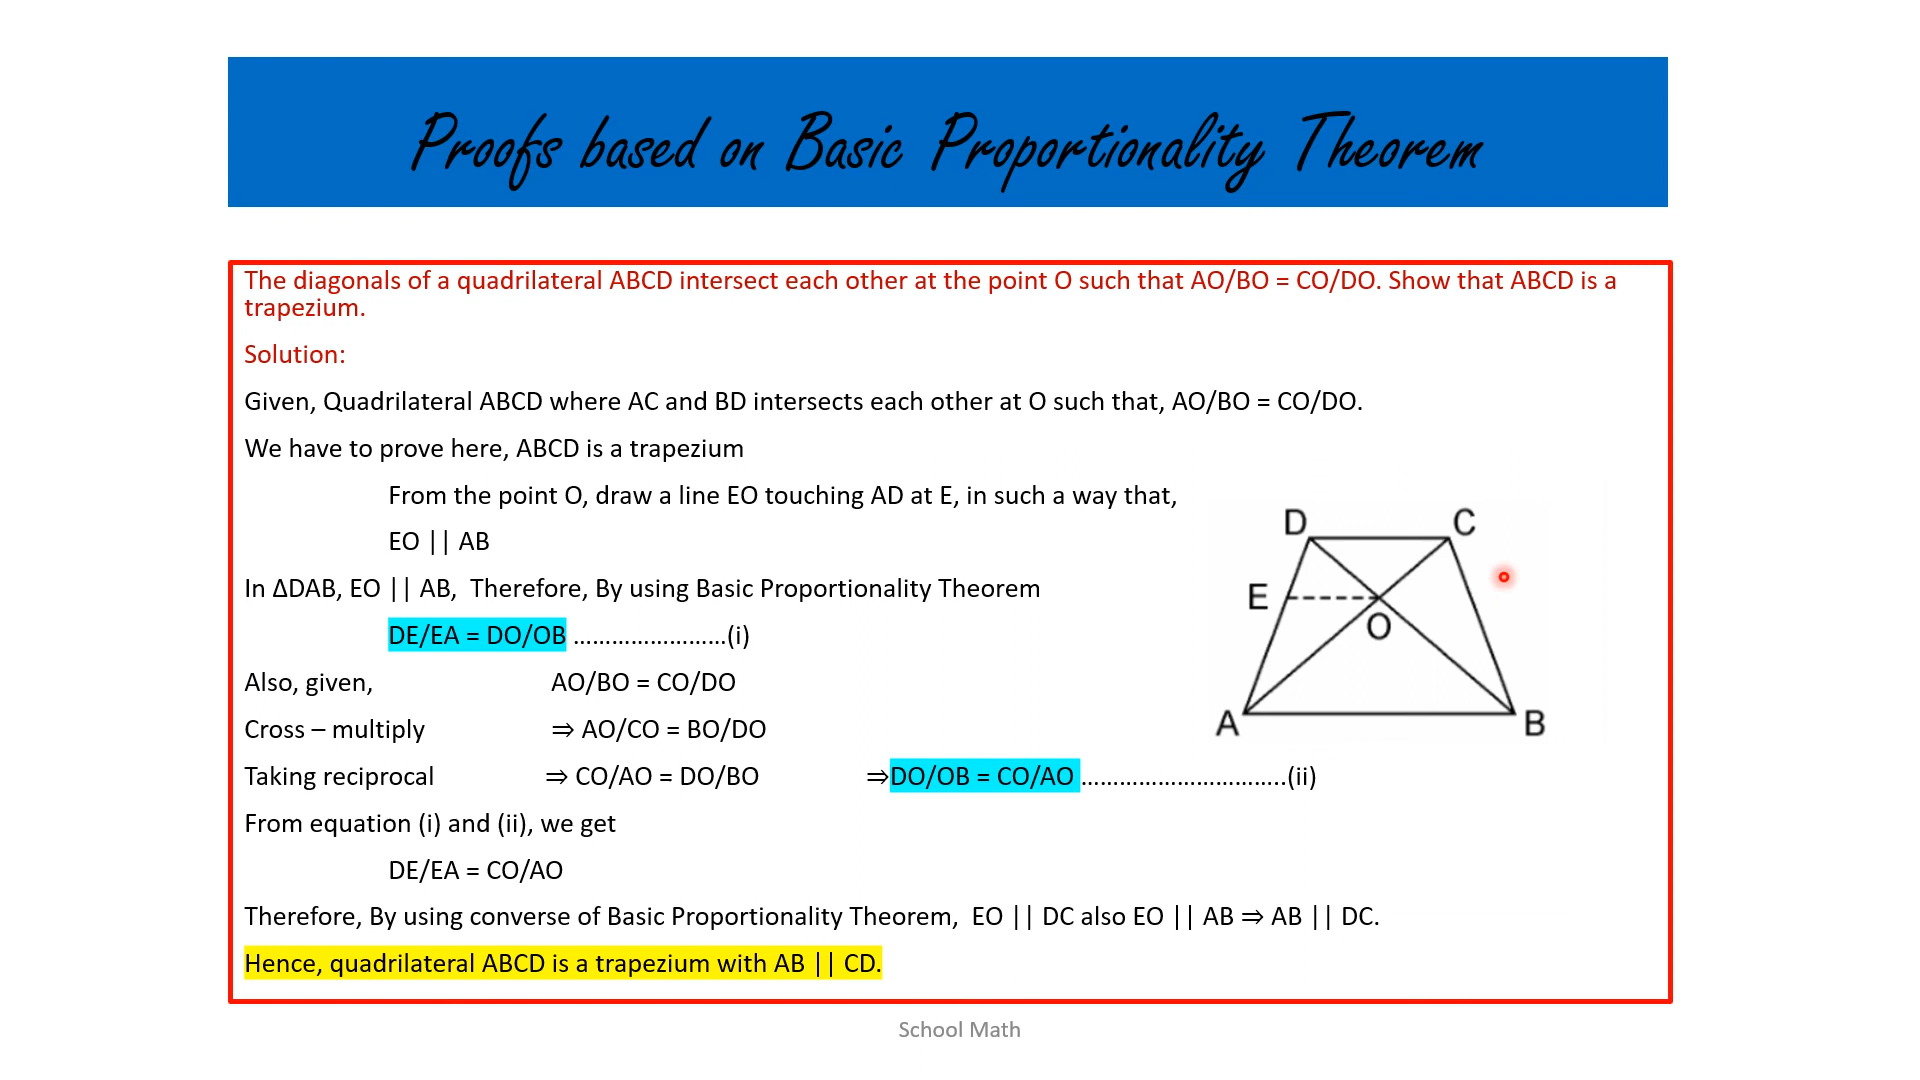 Proofs based on Basic Proportionality Theorem
The diagonals of a quadrilateral ABCD intersect each other at the point O such that AO/BO = CO/DO. Show that ABCD is a
trapezium.
Solution:
Given, Quadrilateral ABCD where AC and BD intersects each other at O such that, AO/BO = CO/DO.
We have to prove here, ABCD is a trapezium
From the point O, draw a line EO touching AD at E, in such a way that,
EO || AB
In ΔDAB, EO || AB,  Therefore, By using Basic Proportionality Theorem
DE/EA = DO/OB ……………………(i)
Also, given, AO/BO = CO/DO
Cross – multiply ⇒ AO/CO = BO/DO
Taking reciprocal ⇒ CO/AO = DO/BO ⇒DO/OB = CO/AO …………………………..(ii)
From equation (i) and (ii), we get
DE/EA = CO/AO
Therefore, By using converse of Basic Proportionality Theorem,  EO || DC also EO || AB ⇒ AB || DC.
Hence, quadrilateral ABCD is a trapezium with AB || CD.
D C
E
O
A B
School Math